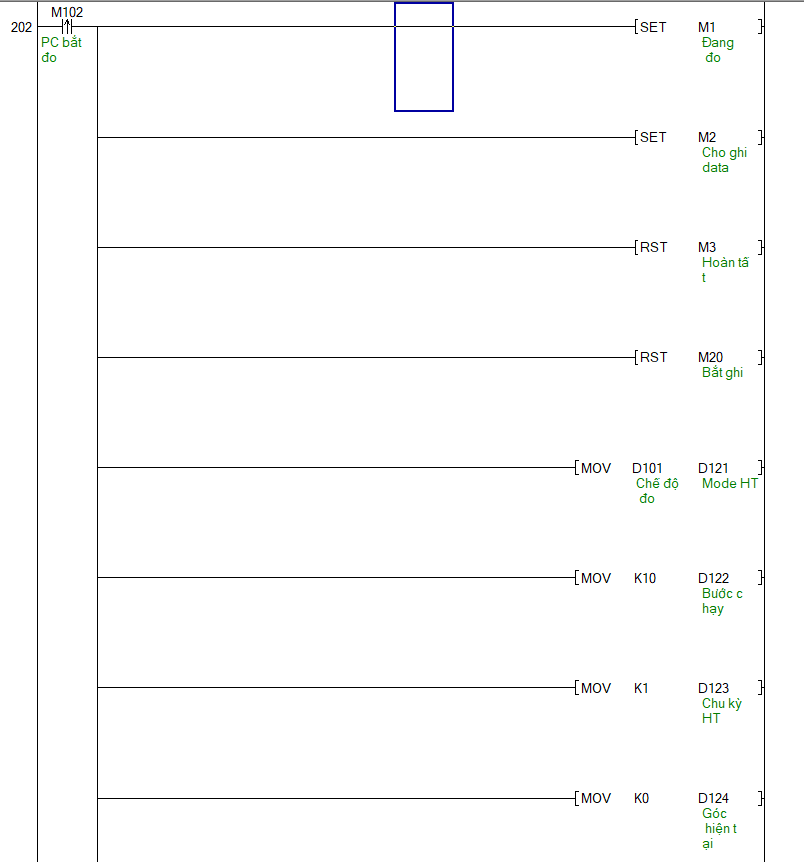 M102
202
SET M1
PC bắt
đo
Đang
đo
SET M2
Cho ghi
data
RST M3
Hoàn tấ
t
RST M20
Bắt ghi
MOV D101 D121
Chế độ Mode HT
đo
MOV K10 D122
Bước c
hạy
MOV K1 D123
Chu kỳ
HT
MOV K0 D124
Góc
hiện t
ại